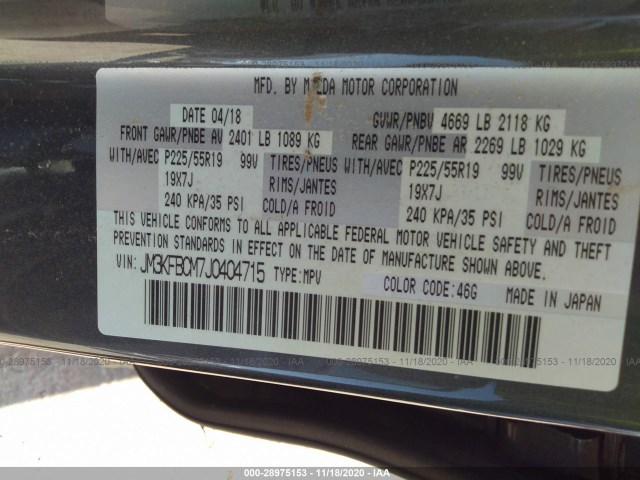 MFD. BY MAZDA MOTOR CORPORATION
DATE 04/18 GVWR/PNBV 4669 LB 2118 KG
FRONT GAWR/PNBE AV 2401 LB 1089 KG REAR GAWR/PNBE AR 2269 LB 1029 KG
WITH/AVEC P225/55R19 99V TIRES/PNEUS WITH/AVEC P225/55R19 99V TIRES/PNEUS
19X7J RIMS/JANTES 19X7J RIMS/JANTES
240 KPA/35 PSI COLD/A FROID 240 KPA/35 PSI COLD/A FROID
THIS VEHICLE CONFORMS TO ALL APPLICABLE FEDERAL MOTOR VEHICLE SAFETY AND THEFT
PREVENTION STANDARDS IN EFFECT ON THE DATE OF MANUFACTURE SHOWN ABOVE.
VIN: JM3KFBCM7J0404715 TYPE:MPV COLOR CODE:46G MADE IN JAPAN
000-28975153 - 11/18/2020 - IAA